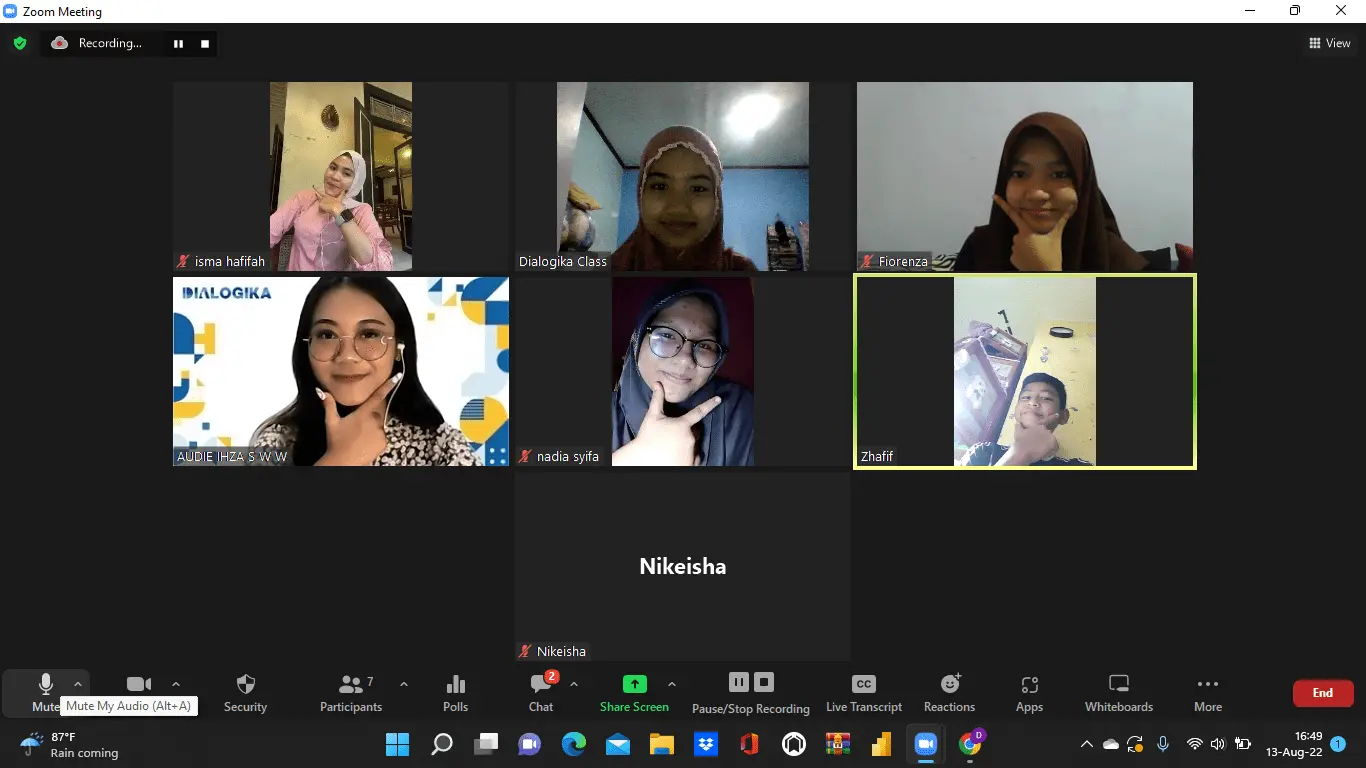 Zoom Meeting
Recording...
View
isma hafifah
Dialogika Class
Fiorenza
DIALOGIKA
AUDIE IHZA S W W
nadia syifa
Zhafif
Nikeisha
Nikeisha
Mute
Mute My Audio (Alt+A)
Security
Participants
7
Polls
Chat
2
Share Screen
Pause/Stop Recording
CC
Live Transcript
Reactions
Apps
Whiteboards
More
End
87°F
Rain coming
D
16:49
13-Aug-22
1